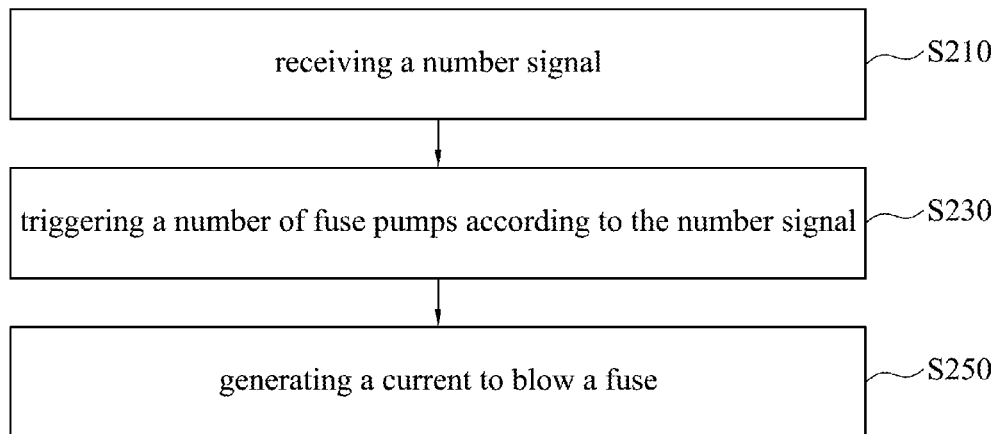 receiving a number signal
S210
triggering a number of fuse pumps according to the number signal
S230
generating a current to blow a fuse
S250